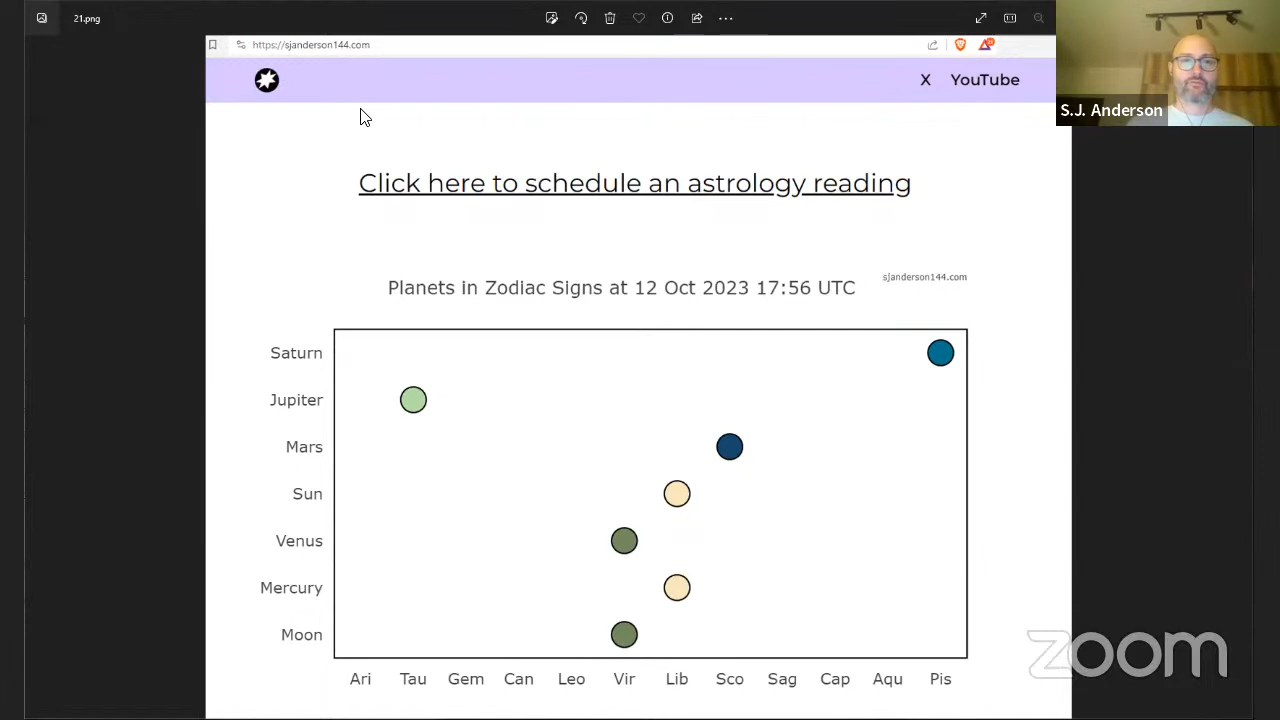 21.png
https://sjanderson144.com
X YouTube
S.J. Anderson
Click here to schedule an astrology reading
sjanderson144.com
Planets in Zodiac Signs at 12 Oct 2023 17:56 UTC
Saturn
Jupiter
Mars
Sun
Venus
Mercury
Moon
Ari Tau Gem Can Leo Vir Lib Sco Sag Cap Aqu Pis
zoom